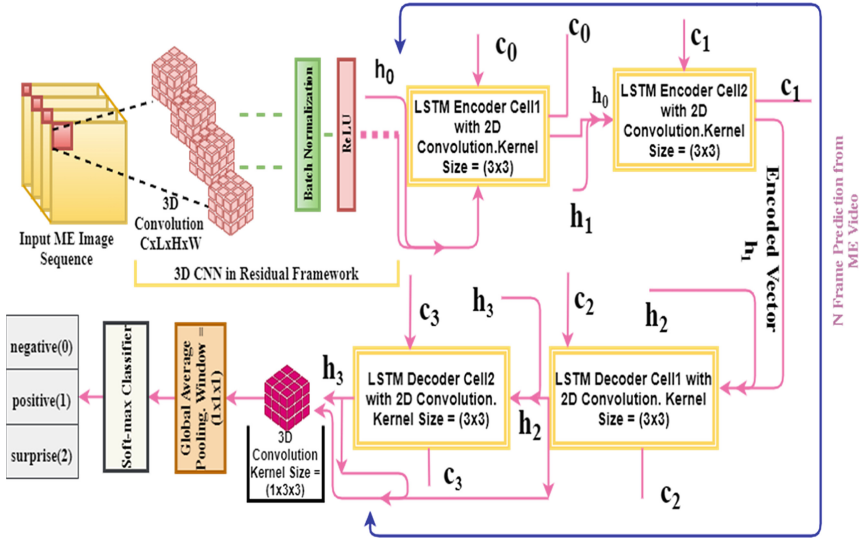 Input ME Image
Sequence
3D
Convolution
CxLxHxW
3D CNN in Residual Framework
Batch Normalization
ReLU
h0
c0
c0
LSTM Encoder Cell1
with 2D
Convolution.Kernel
Size = (3x3)
h0
h1
c1
LSTM Encoder Cell2
with 2D
Convolution.Kernel
Size = (3x3)
c1
Encoded Vector
h1
N Frame Prediction from
ME Video
h2
c2
LSTM Decoder Cell1 with
2D Convolution. Kernel
Size = (3x3)
c2
h2
h3
c3
LSTM Decoder Cell2
with 2D Convolution.
Kernel Size = (3x3)
c3
h3
3D
Convolution
Kernel Size =
(1x3x3)
Global Average
Pooling. Window =
(1x1x1)
Soft-max Classifier
negative(0)
positive(1)
surprise(2)